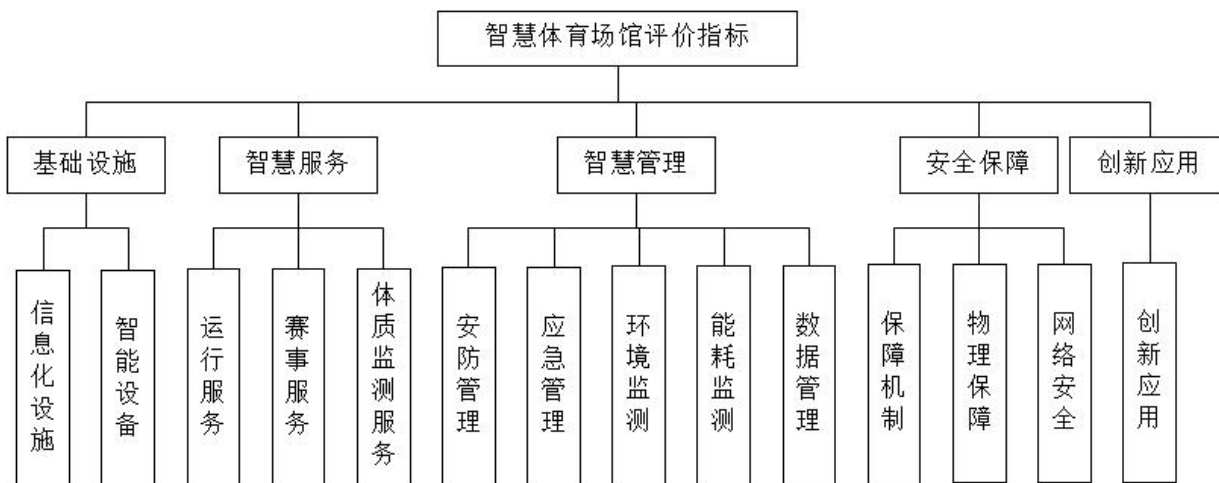 智慧体育场馆评价指标
基础设施
智慧服务
智慧管理
安全保障
创新应用
信息化设施
智能设备
运行服务
赛事服务
体质监测服务
安防管理
应急管理
环境监测
能耗监测
数据管理
保障机制
物理保障
网络安全
创新应用